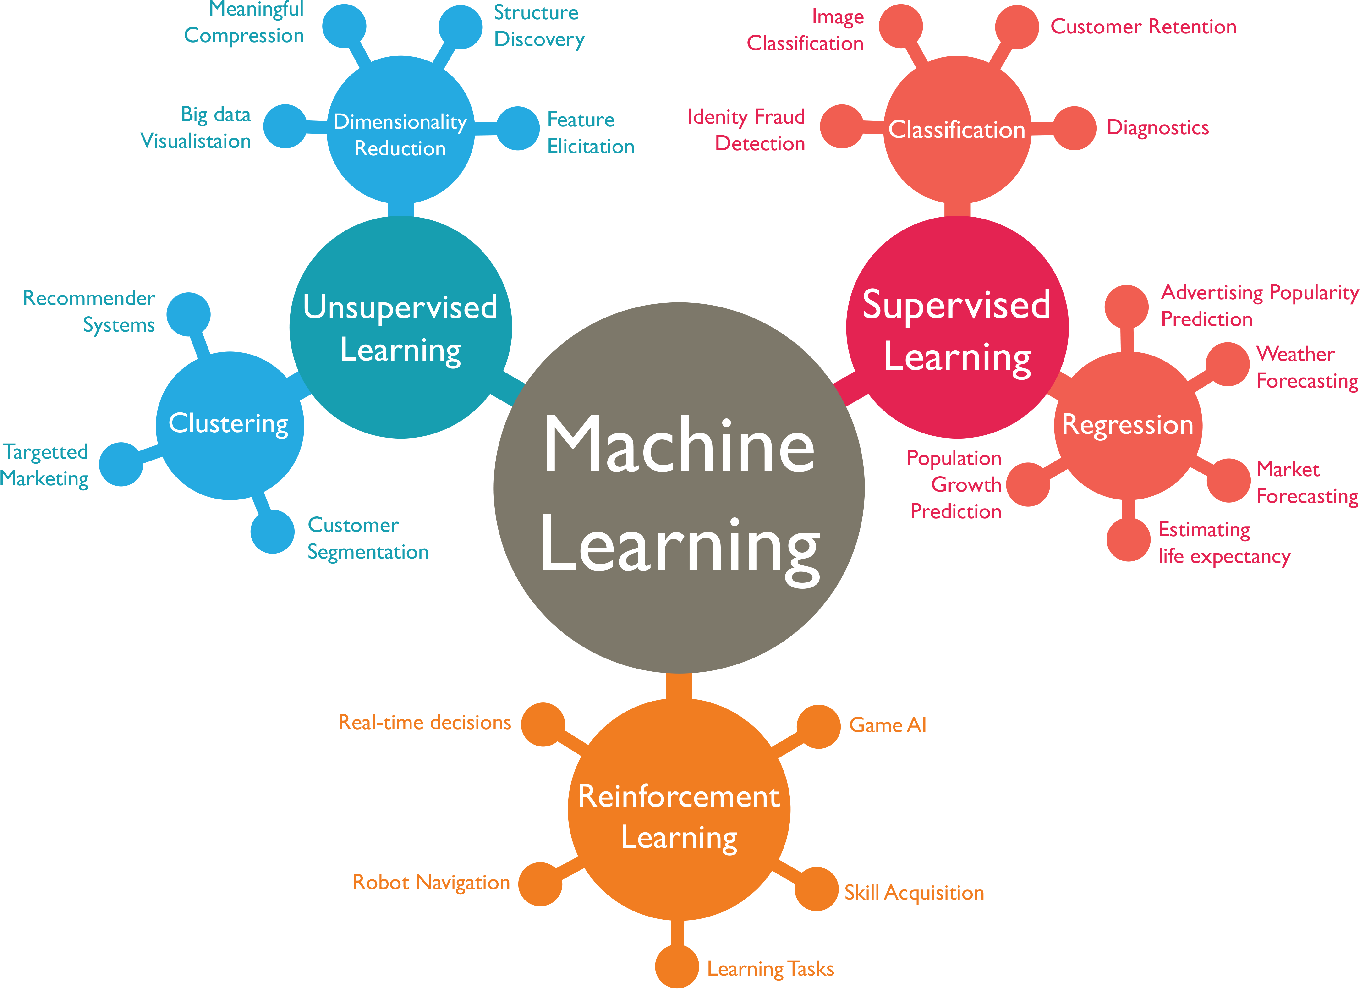 Meaningful
Compression
Structure
Discovery
Big data
Visualistaion
Dimensionality
Reduction
Feature
Elicitation
Unsupervised
Learning
Recommender
Systems
Clustering
Targetted
Marketing
Customer
Segmentation
Machine
Learning
Image
Classification
Customer Retention
Idenity Fraud
Detection
Classification
Diagnostics
Supervised
Learning
Advertising Popularity
Prediction
Weather
Forecasting
Regression
Population
Growth
Prediction
Market
Forecasting
Estimating
life expectancy
Real-time decisions
Game AI
Reinforcement
Learning
Robot Navigation
Skill Acquisition
Learning Tasks